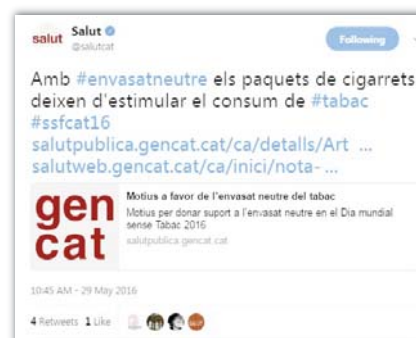 salut
Salut
@salutcat
Following
Amb #envasatneutre els paquets de cigarrets
deixen d'estimular el consum de #tabac
#ssfcat16
salutpublica.gencat.cat/ca/detalls/Art ...
salutweb.gencat.cat/ca/inici/nota- ...
gen
cat
Motius a favor de l'envasat neutre del tabac
Motius per donar suport a l'envasat neutre en el Dia mundial
sense Tabac 2016
salutpublica.gencat.cat
10:45 AM - 29 May 2016
4 Retweets 1 Like